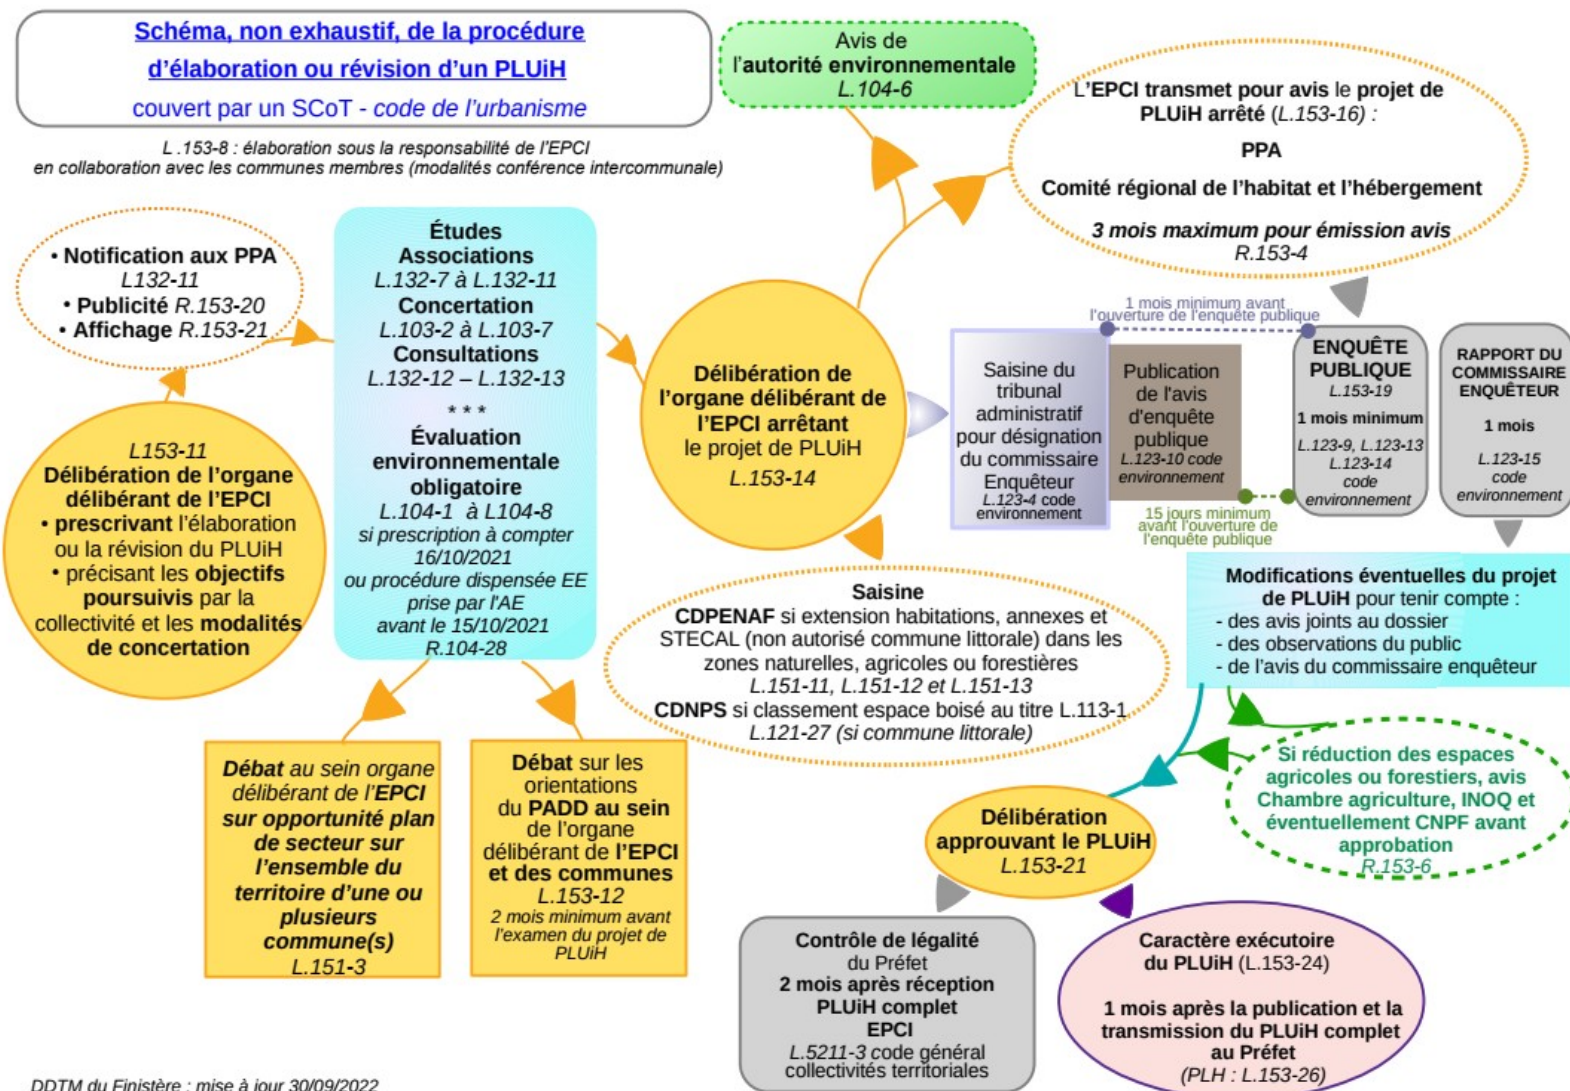 Schéma, non exhaustif, de la procédure
d'élaboration ou révision d'un PLUiH
couvert par un SCoT - code de l'urbanisme
L .153-8 : élaboration sous la responsabilité de l'EPCI
en collaboration avec les communes membres (modalités conférence intercommunale)
• Notification aux PPA
L132-11
• Publicité R.153-20
• Affichage R.153-21
L153-11
Délibération de l'organe
délibérant de l'EPCI
• prescrivant l'élaboration
ou la révision du PLUiH
• précisant les objectifs
poursuivis par la
collectivité et les modalités
de concertation
Études
Associations
L.132-7 à L.132-11
Concertation
L.103-2 à L.103-7
Consultations
L.132-12 – L.132-13
* * *
Évaluation
environnementale
obligatoire
L.104-1 à L104-8
si prescription à compter
16/10/2021
ou procédure dispensée EE
prise par l'AE
avant le 15/10/2021
R.104-28
Débat au sein organe
délibérant de l'EPCI
sur opportunité plan
de secteur sur
l'ensemble du
territoire d'une ou
plusieurs
commune(s)
L.151-3
Débat sur les
orientations
du PADD au sein
de l'organe
délibérant de l'EPCI
et des communes
L.153-12
2 mois minimum avant
l'examen du projet de
PLUiH
Délibération de
l'organe délibérant de
l'EPCI arrêtant
le projet de PLUiH
L.153-14
Avis de
l'autorité environnementale
L.104-6
L'EPCI transmet pour avis le projet de
PLUiH arrêté (L.153-16) :
PPA
Comité régional de l'habitat et l'hébergement
3 mois maximum pour émission avis
R.153-4
Saisine
CDPENAF si extension habitations, annexes et
STECAL (non autorisé commune littorale) dans les
zones naturelles, agricoles ou forestières
L.151-11, L.151-12 et L.151-13
CDNPS si classement espace boisé au titre L.113-1
L.121-27 (si commune littorale)
1 mois minimum avant
l'ouverture de l'enquête publique
Saisine du
tribunal
administratif
pour désignation
du commissaire
Enquêteur
L.123-4 code
environnement
Publication
de l'avis
d'enquête
publique
L.123-10 code
environnement
15 jours minimum
avant l'ouverture de
l'enquête publique
ENQUÊTE
PUBLIQUE
L.153-19
1 mois minimum
L.123-9, L.123-13
L.123-14
code
environnement
RAPPORT DU
COMMISSAIRE
ENQUÊTEUR
1 mois
L.123-15
code
environnement
Modifications éventuelles du projet
de PLUiH pour tenir compte :
- des avis joints au dossier
- des observations du public
- de l'avis du commissaire enquêteur
Si réduction des espaces
agricoles ou forestiers, avis
Chambre agriculture, INOQ et
éventuellement CNPF avant
approbation
R.153-6
Délibération
approuvant le PLUiH
L.153-21
Contrôle de légalité
du Préfet
2 mois après réception
PLUiH complet
EPCI
L.5211-3 code général
collectivités territoriales
Caractère exécutoire
du PLUiH (L.153-24)
1 mois après la publication et la
transmission du PLUiH complet
au Préfet
(PLH : L.153-26)
DDTM du Finistère : mise à jour 30/09/2022